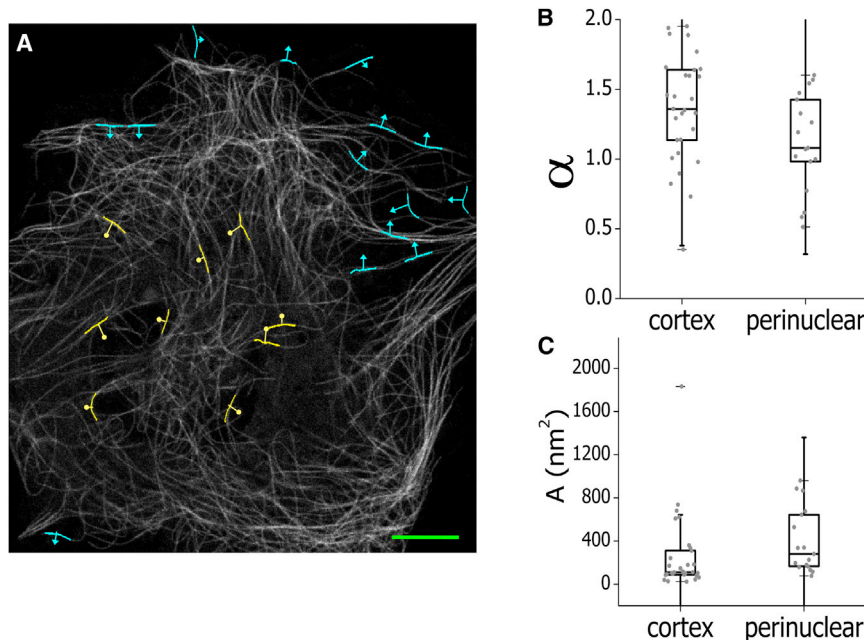 A
B
α
2.0
1.5
1.0
0.5
0.0
cortex perinuclear
C
A (nm²)
2000
1600
1200
800
400
0
cortex perinuclear